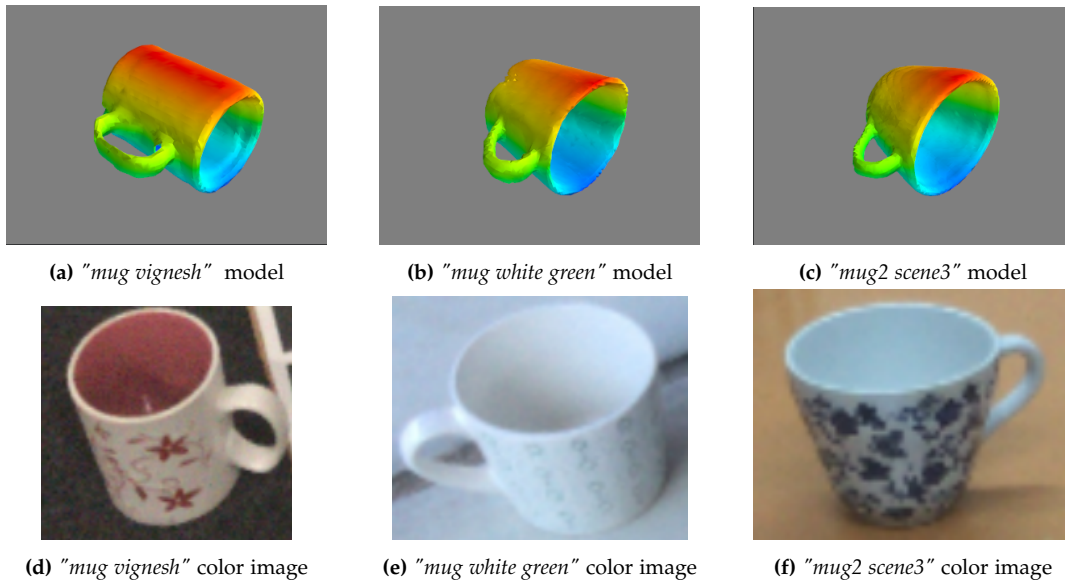 (a) "mug vignesh" model
(b) "mug white green" model
(c) "mug2 scene3" model
(d) "mug vignesh" color image
(e) "mug white green" color image
(f) "mug2 scene3" color image